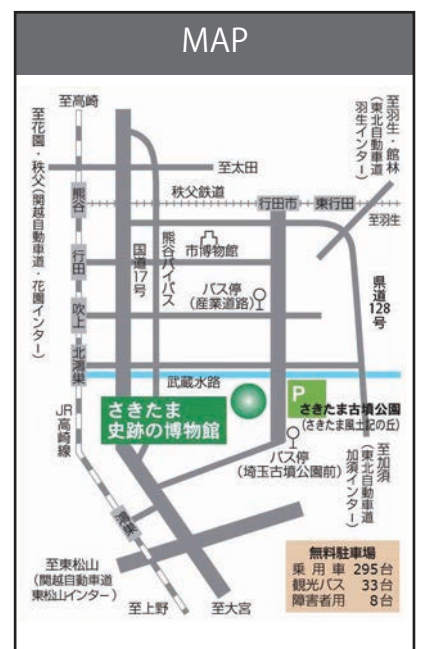 MAP
至高崎
至花園・秩父(関越自動車道・花園インター)
至羽生・館林
(東北自動車道
羽生インター)
至太田
秩父鉄道
熊谷
行田市
東行田
至羽生
国道17号
熊谷バイパス
市博物館
行田
バス停
(産業道路)
県道128号
吹上
北鴻巣
武蔵水路
さきたま
史跡の博物館
P
さきたま古墳公園
(さきたま風土記の丘)
JR高崎線
バス停
(埼玉古墳公園前)
至加須
(東北自動車道
加須インター)
鴻巣
至東松山
(関越自動車道
東松山インター)
至上野
至大宮
無料駐車場
乗用車 295台
観光バス 33台
障害者用 8台